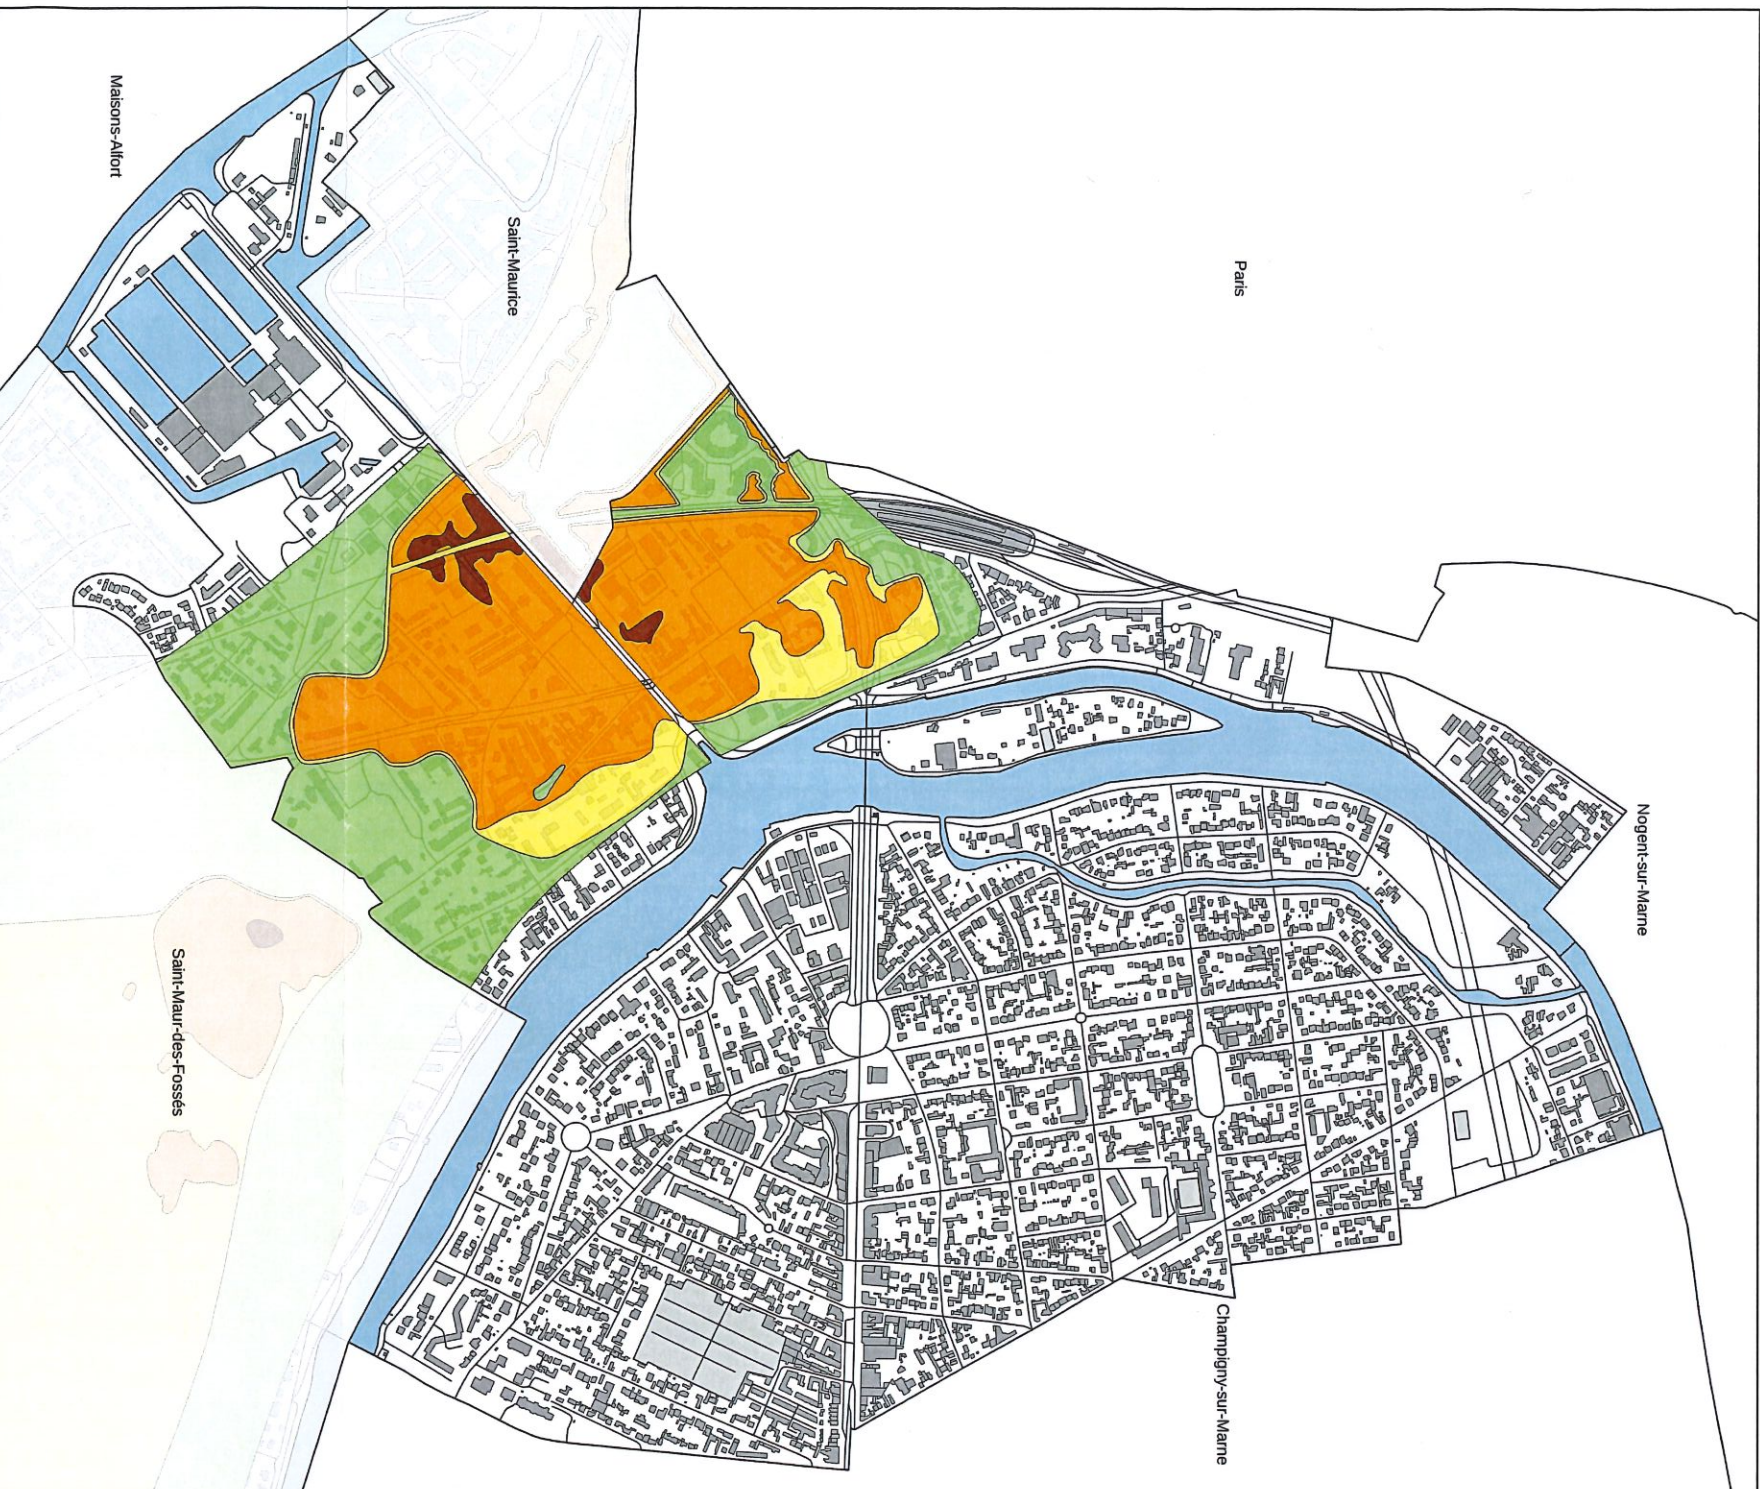 Paris
Nogent-sur-Marne
Saint-Maurice
Maisons-Alfort
Champigny-sur-Marne
Saint-Maur-des-Fossés